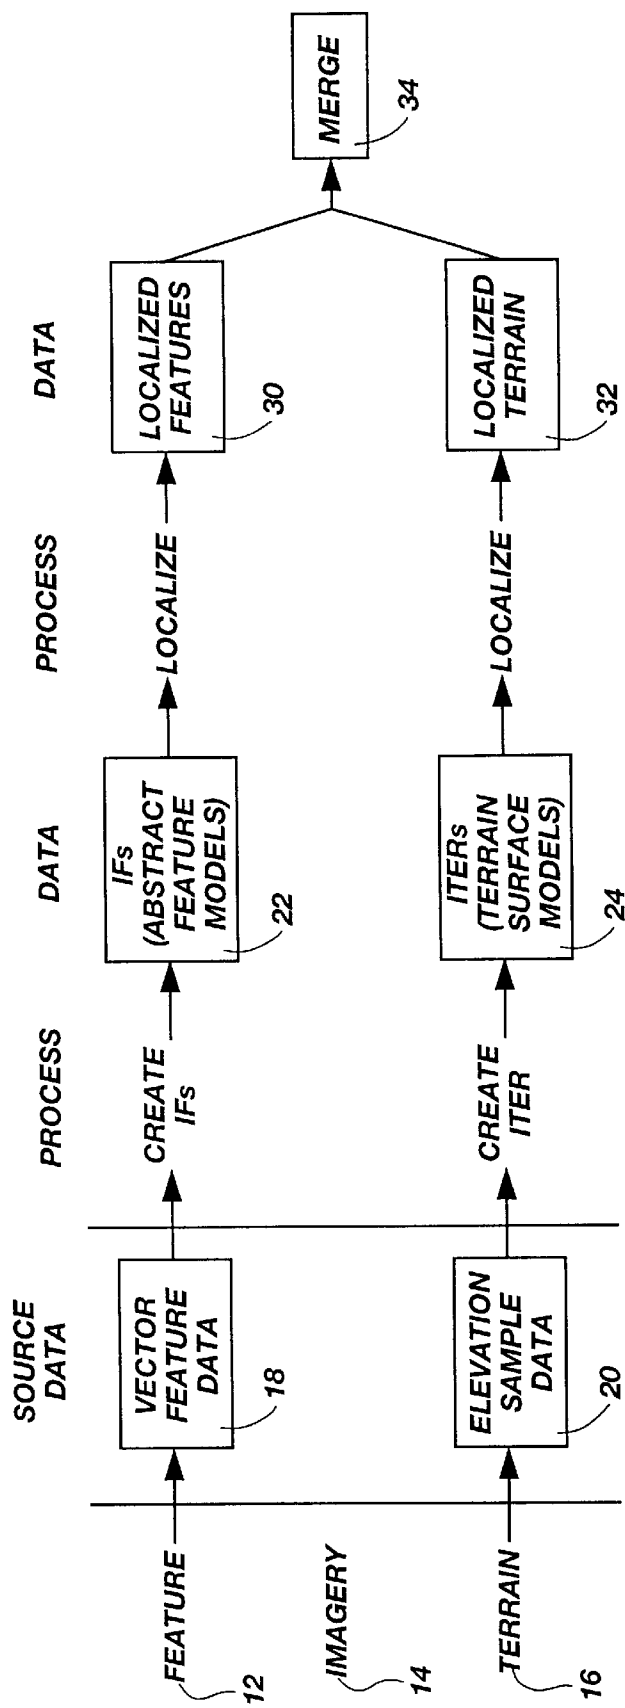 SOURCE
DATA
PROCESS
DATA
PROCESS
DATA
FEATURE
12
VECTOR
FEATURE
DATA
18
CREATE
IFs
IFs
(ABSTRACT
FEATURE
MODELS)
22
LOCALIZE
LOCALIZED
FEATURES
30
IMAGERY
14
MERGE
34
TERRAIN
16
ELEVATION
SAMPLE
DATA
20
CREATE
ITER
ITERs
(TERRAIN
SURFACE
MODELS)
24
LOCALIZE
LOCALIZED
TERRAIN
32